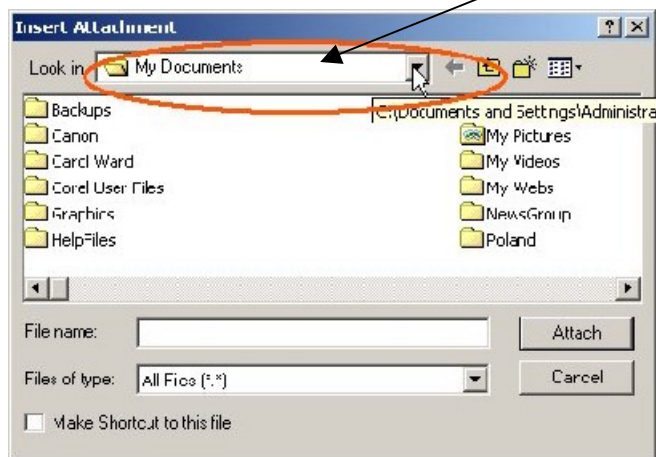 Insert Attachment
Look in
My Documents
C:\Documents and Settings\Administra
Backups
Canon
Carol Ward
Corel User Files
Graphics
HelpFiles
My Pictures
My Videos
My Webs
NewsGroup
Poland
File name:
Attach
Files of type:
All Files (*.*)
Cancel
Make Shortcut to this file